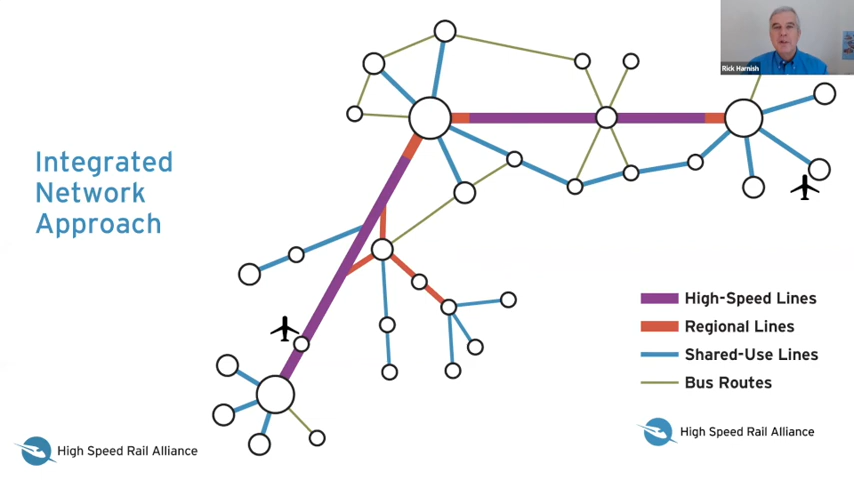 Rick Harnish
Integrated
Network
Approach
High-Speed Lines
Regional Lines
Shared-Use Lines
Bus Routes
High Speed Rail Alliance
High Speed Rail Alliance